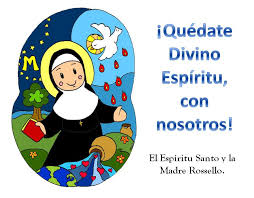 M
¡Quédate
Divino
Espíritu,
con
nosotros!
El Espíritu Santo y la
Madre Rossello.